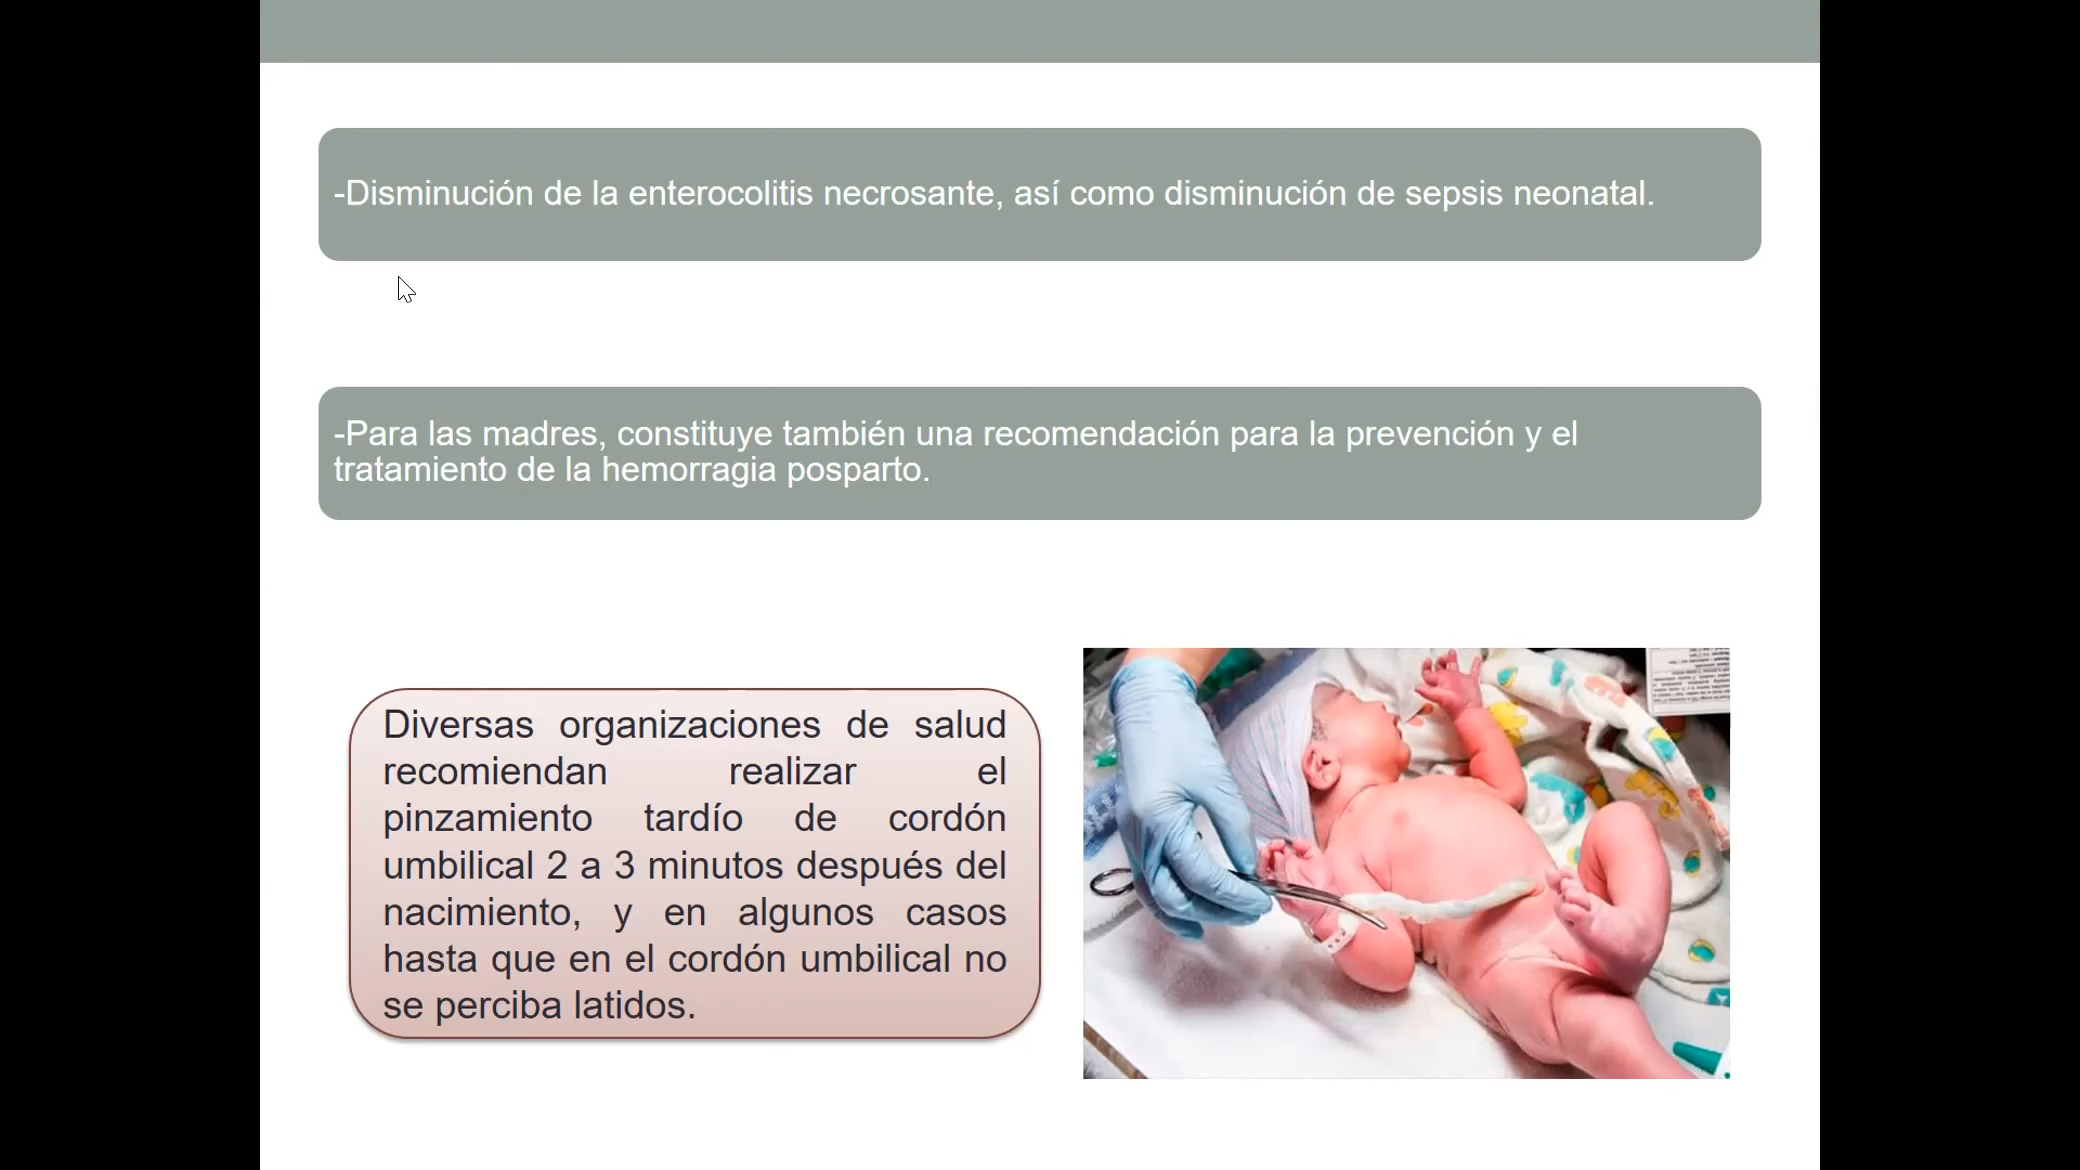 -Disminución de la enterocolitis necrosante, así como disminución de sepsis neonatal.
-Para las madres, constituye también una recomendación para la prevención y el
tratamiento de la hemorragia posparto.
Diversas organizaciones de salud
recomiendan realizar el
pinzamiento tardío de cordón
umbilical 2 a 3 minutos después del
nacimiento, y en algunos casos
hasta que en el cordón umbilical no
se perciba latidos.